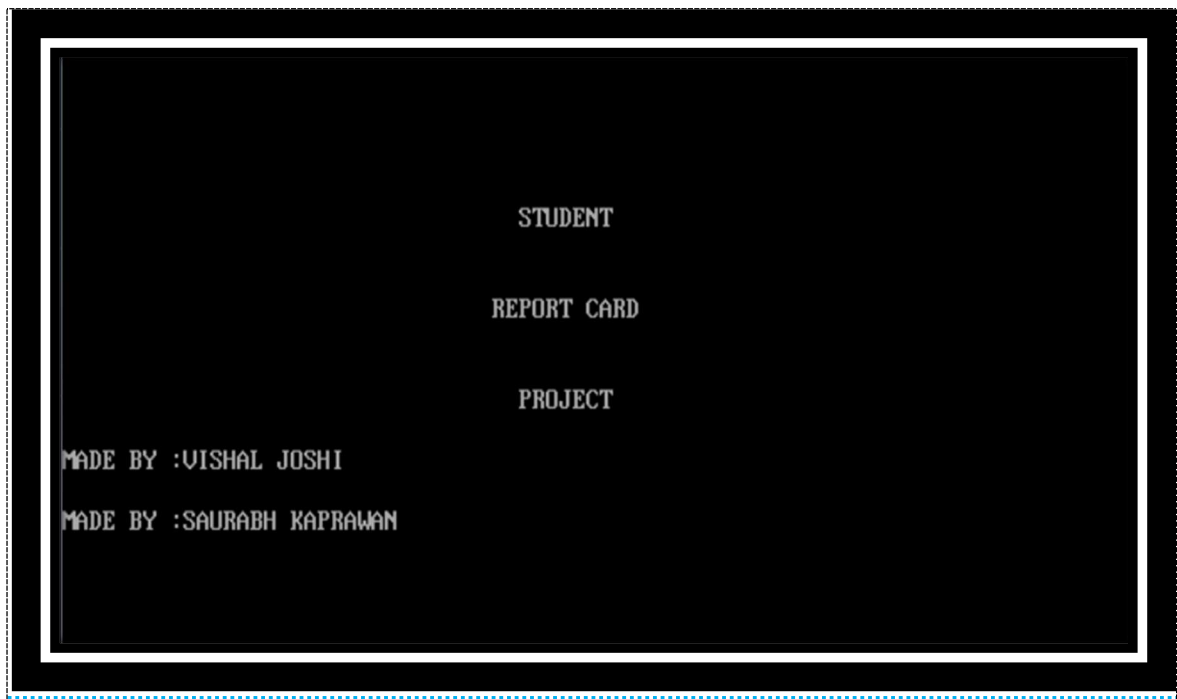 STUDENT
REPORT CARD
PROJECT
MADE BY :VISHAL JOSHI
MADE BY :SAURABH KAPRAWAN